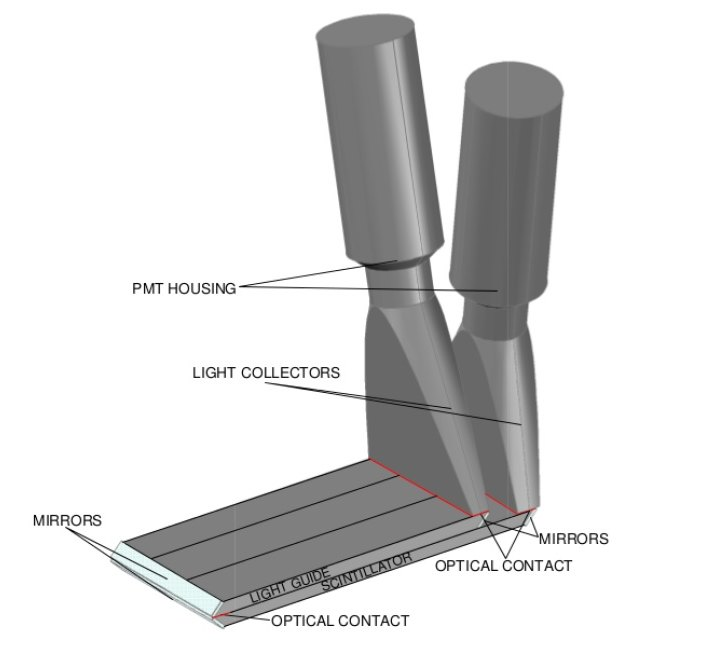 PMT HOUSING
LIGHT COLLECTORS
MIRRORS
MIRRORS
OPTICAL CONTACT
LIGHT GUIDE
SCINTILLATOR
OPTICAL CONTACT